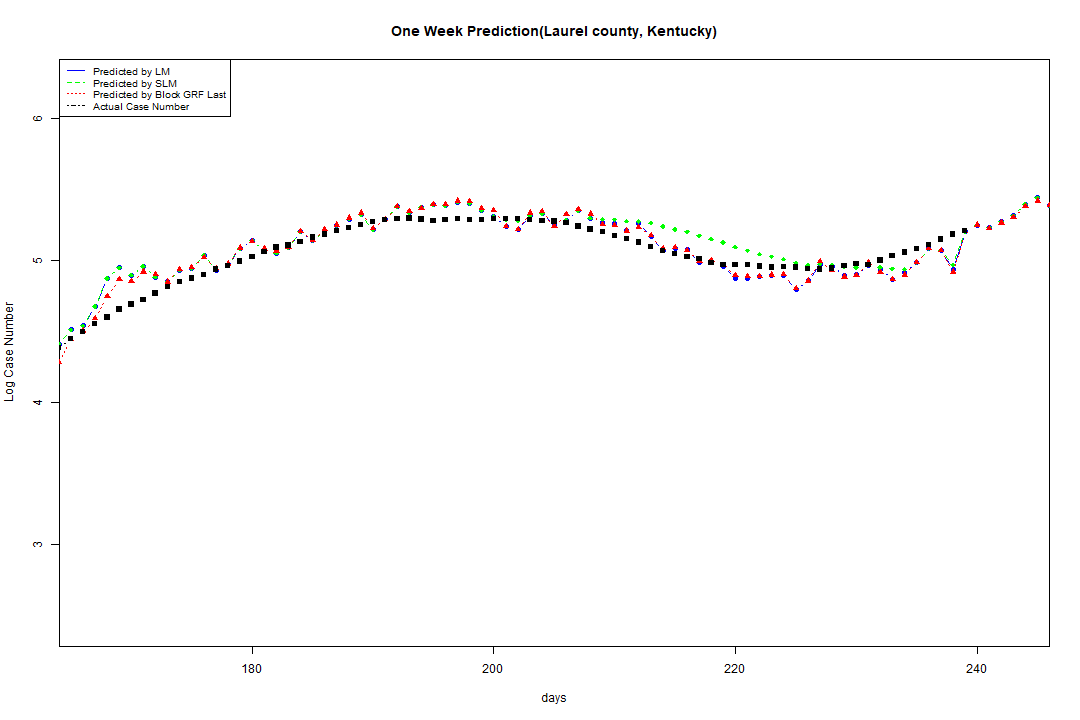 One Week Prediction(Laurel county, Kentucky)
Predicted by LM
Predicted by SLM
Predicted by Block GRF Last
Actual Case Number
6
5
4
3
Log Case Number
180 200 220 240
days